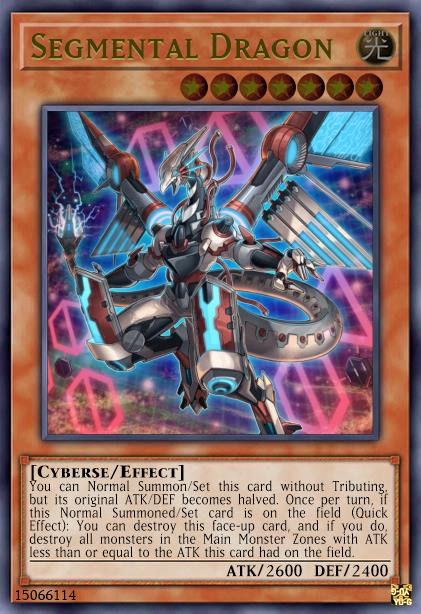 SEGMENTAL DRAGON
LIGHT
光
[CYBERSE/EFFECT]
You can Normal Summon/Set this card without Tributing,
but its original ATK/DEF becomes halved. Once per turn, if
this Normal Summoned/Set card is on the field (Quick
Effect): You can destroy this face-up card, and if you do,
destroy all monsters in the Main Monster Zones with ATK
less than or equal to the ATK this card had on the field.
ATK/2600 DEF/2400
15066114